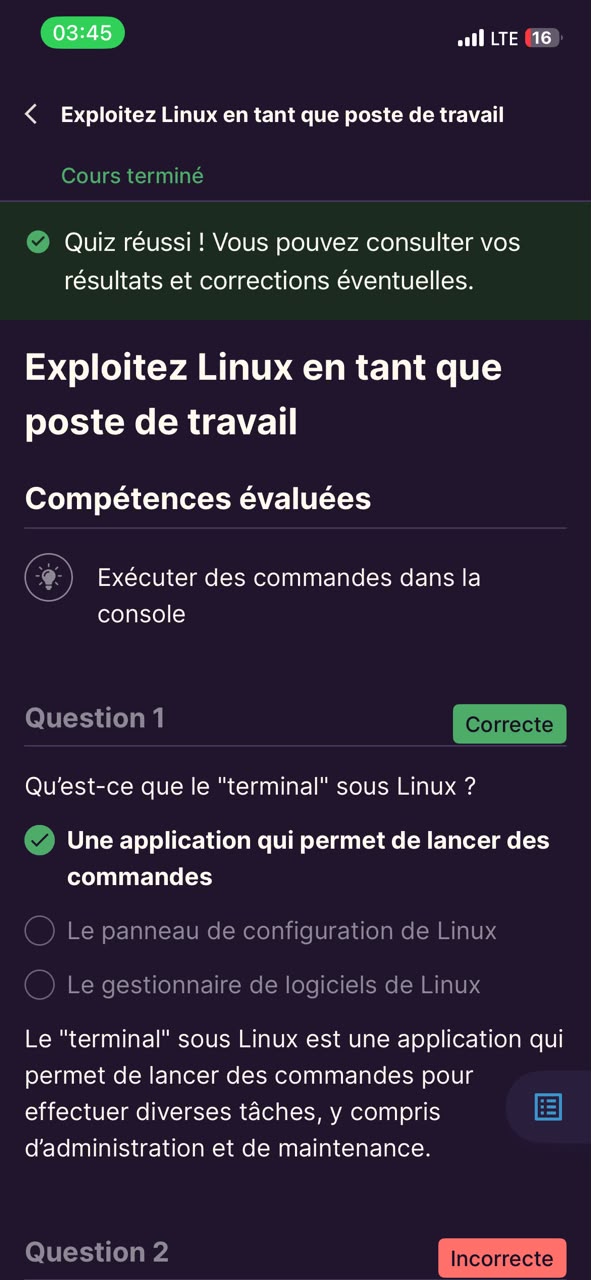 03:45
LTE 16
Exploitez Linux en tant que poste de travail
Cours terminé
Quiz réussi ! Vous pouvez consulter vos
résultats et corrections éventuelles.
Exploitez Linux en tant que
poste de travail
Compétences évaluées
Exécuter des commandes dans la
console
Question 1
Correcte
Qu’est-ce que le "terminal" sous Linux ?
Une application qui permet de lancer des
commandes
Le panneau de configuration de Linux
Le gestionnaire de logiciels de Linux
Le "terminal" sous Linux est une application qui
permet de lancer des commandes pour
effectuer diverses tâches, y compris
d’administration et de maintenance.
Question 2
Incorrecte